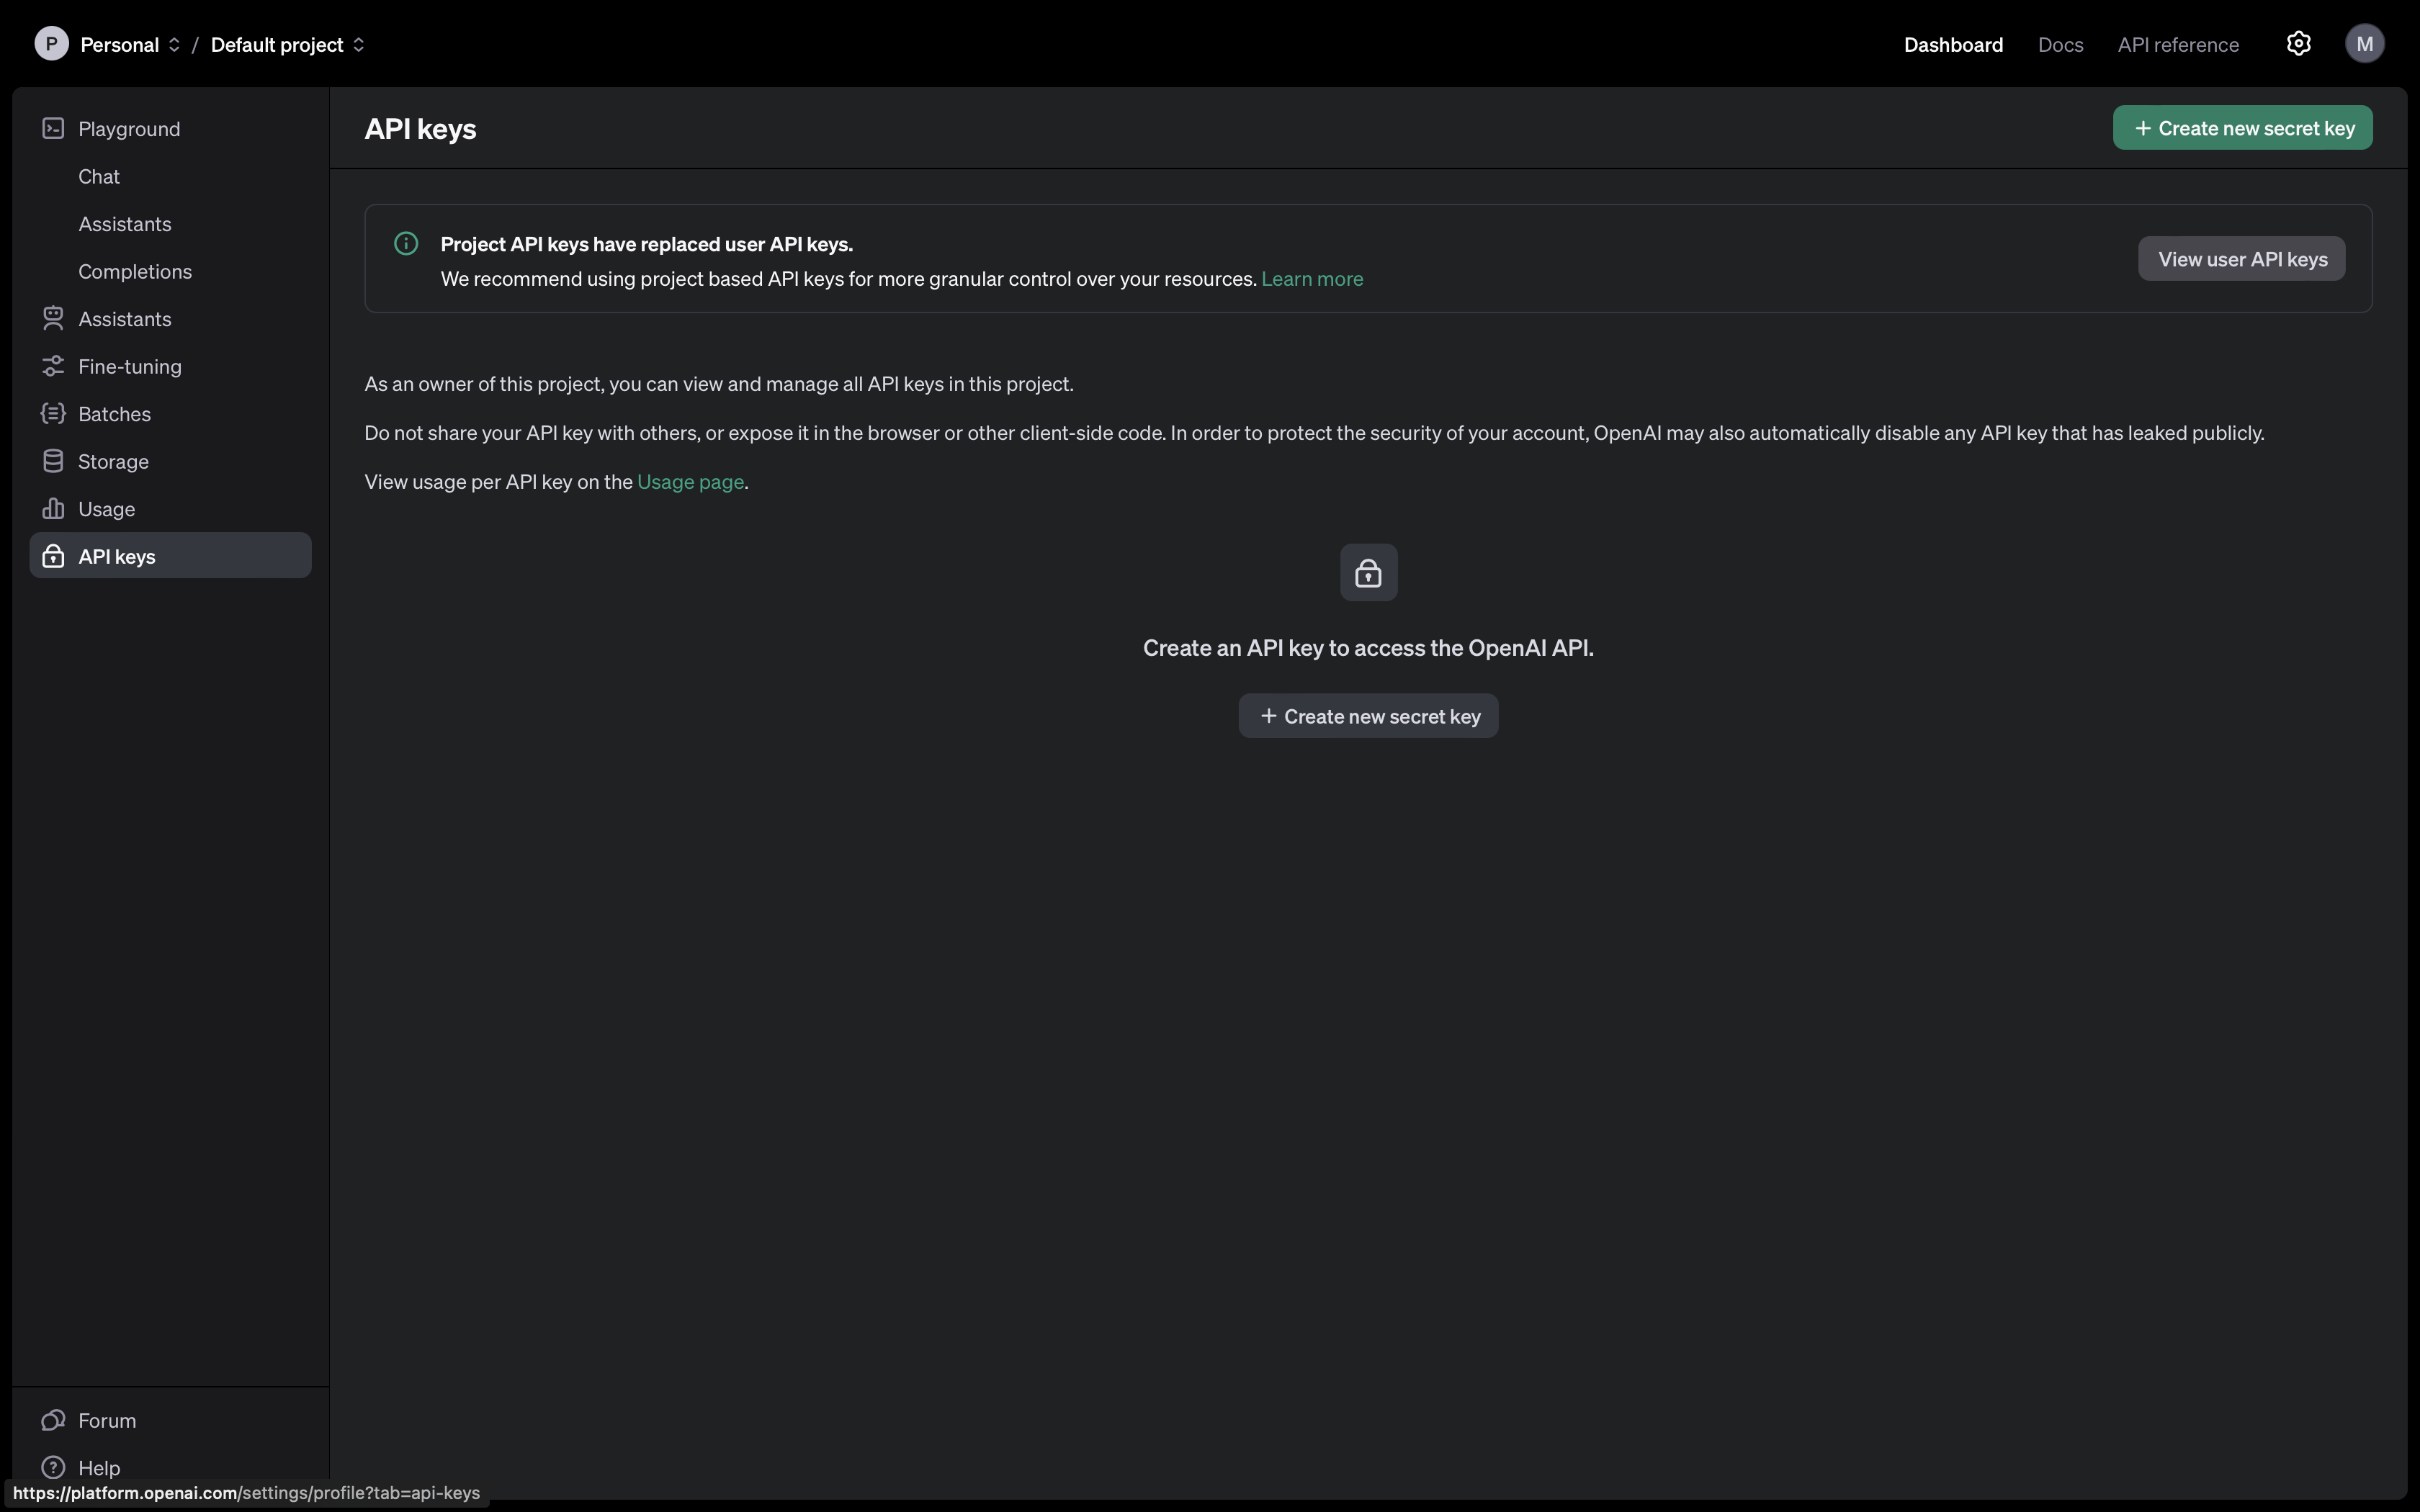 P Personal / Default project
Dashboard Docs API reference M
Playground
Chat
Assistants
Completions
Assistants
Fine-tuning
Batches
Storage
Usage
API keys
Forum
Help
API keys
+ Create new secret key
Project API keys have replaced user API keys.
We recommend using project based API keys for more granular control over your resources. Learn more
View user API keys
As an owner of this project, you can view and manage all API keys in this project.
Do not share your API key with others, or expose it in the browser or other client-side code. In order to protect the security of your account, OpenAI may also automatically disable any API key that has leaked publicly.
View usage per API key on the Usage page.
Create an API key to access the OpenAI API.
+ Create new secret key
https://platform.openai.com/settings/profile?tab=api-keys